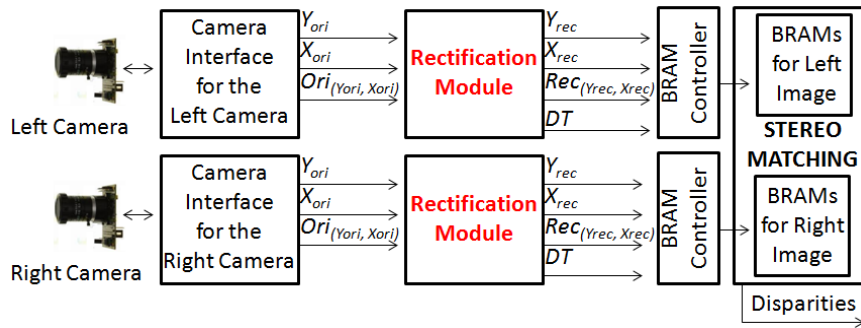 Left Camera
Camera
Interface
for the
Left Camera
Yori
Xori
Ori(Yori, Xori)
Rectification
Module
Yrec
Xrec
Rec(Yrec, Xrec)
DT
BRAM
Controller
BRAMs
for Left
Image
STEREO
MATCHING
Right Camera
Camera
Interface
for the
Right Camera
Yori
Xori
Ori(Yori, Xori)
Rectification
Module
Yrec
Xrec
Rec(Yrec, Xrec)
DT
BRAM
Controller
BRAMs
for Right
Image
Disparities